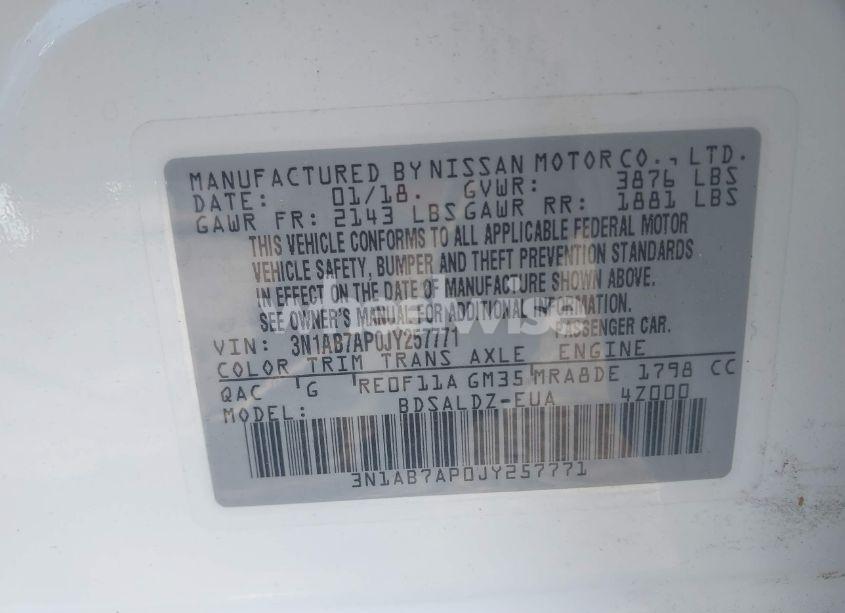 MANUFACTURED BY NISSAN MOTOR CO., LTD.
DATE: 01/18. GVWR: 3876 LBS
GAWR FR: 2143 LBS GAWR RR: 1881 LBS
THIS VEHICLE CONFORMS TO ALL APPLICABLE FEDERAL MOTOR
VEHICLE SAFETY, BUMPER AND THEFT PREVENTION STANDARDS
IN EFFECT ON THE DATE OF MANUFACTURE SHOWN ABOVE.
SEE OWNER'S MANUAL FOR ADDITIONAL INFORMATION.
VIN: 3N1AB7AP0JY257771 PASSENGER CAR.
COLOR TRIM TRANS AXLE ENGINE
QAC G RE0F11A GM35 MRA8DE 1798 CC
MODEL: BDSALDZ-EUA 4Z000
3N1AB7AP0JY257771